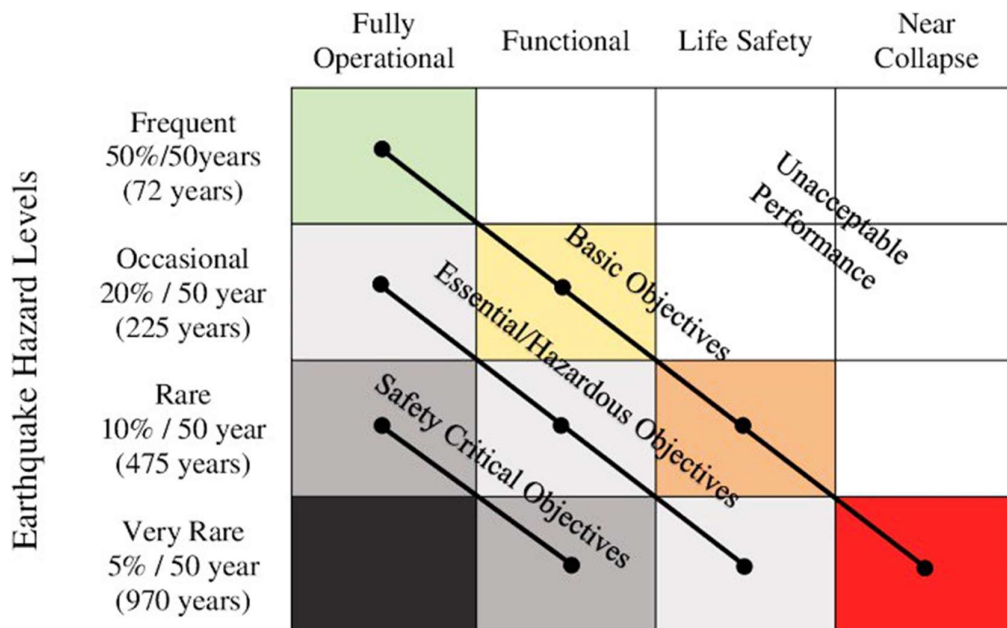 Fully
Operational
Functional
Life Safety
Near
Collapse
Earthquake Hazard Levels
Frequent
50%/50years
(72 years)
Occasional
20% / 50 year
(225 years)
Rare
10% / 50 year
(475 years)
Very Rare
5% / 50 year
(970 years)
Unacceptable
Performance
Basic Objectives
Essential/Hazardous Objectives
Safety Critical Objectives